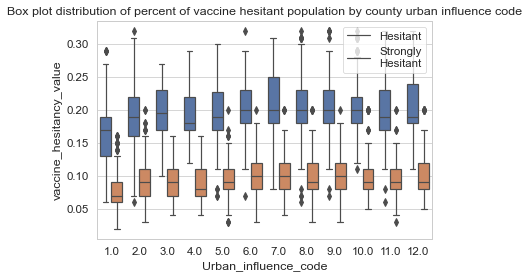 Box plot distribution of percent of vaccine hesitant population by county urban influence code
Hesitant
Strongly
Hesitant
0.30
0.25
0.20
0.15
0.10
0.05
vaccine_hesitancy_value
1.0 2.0 3.0 4.0 5.0 6.0 7.0 8.0 9.0 10.0 11.0 12.0
Urban_influence_code